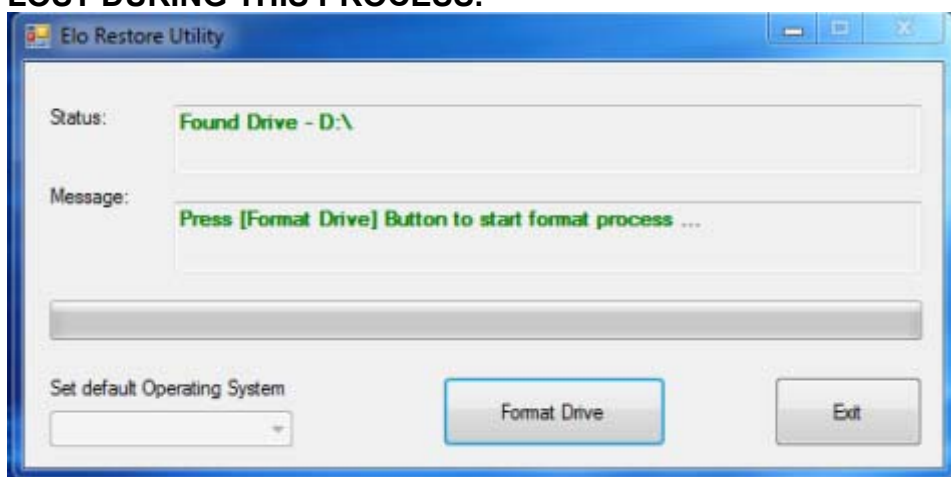 LOST DURING THIS PROCESS.
Elo Restore Utility
Status:
Found Drive - D:\
Message:
Press [Format Drive] Button to start format process ...
Set default Operating System
Format Drive
Exit